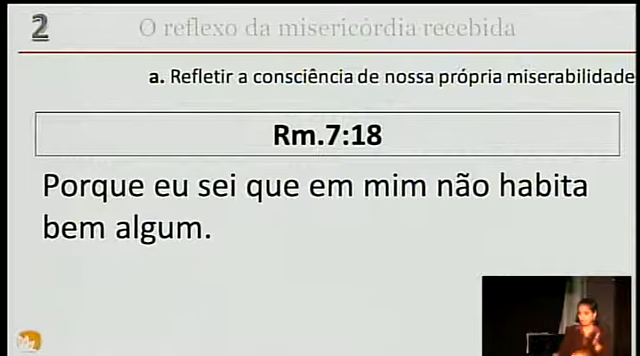 2
O reflexo da misericórdia recebida
a. Refletir a consciência de nossa própria miserabilidade
Rm.7:18
Porque eu sei que em mim não habita
bem algum.